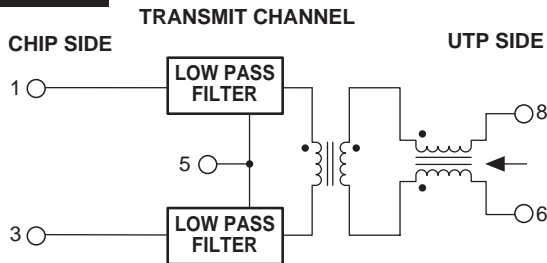 TRANSMIT CHANNEL
CHIP SIDE
UTP SIDE
LOW PASS
FILTER
1
8
5
3
LOW PASS
FILTER
6